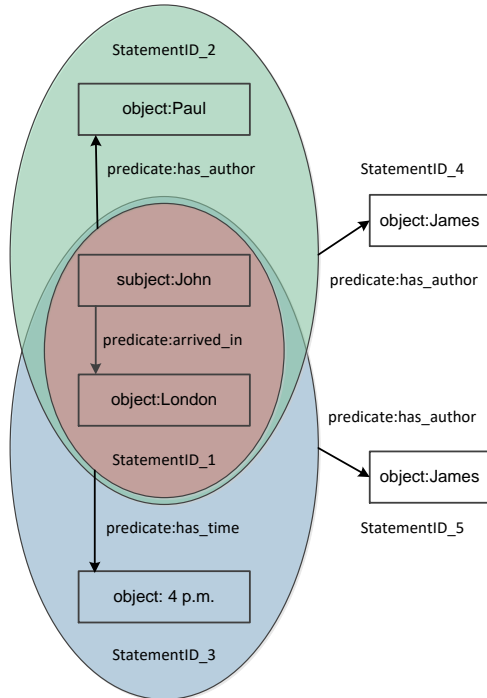 StatementID_2
object:Paul
predicate:has_author
StatementID_4
object:James
predicate:has_author
subject:John
predicate:arrived_in
object:London
StatementID_1
predicate:has_author
object:James
StatementID_5
predicate:has_time
object: 4 p.m.
StatementID_3